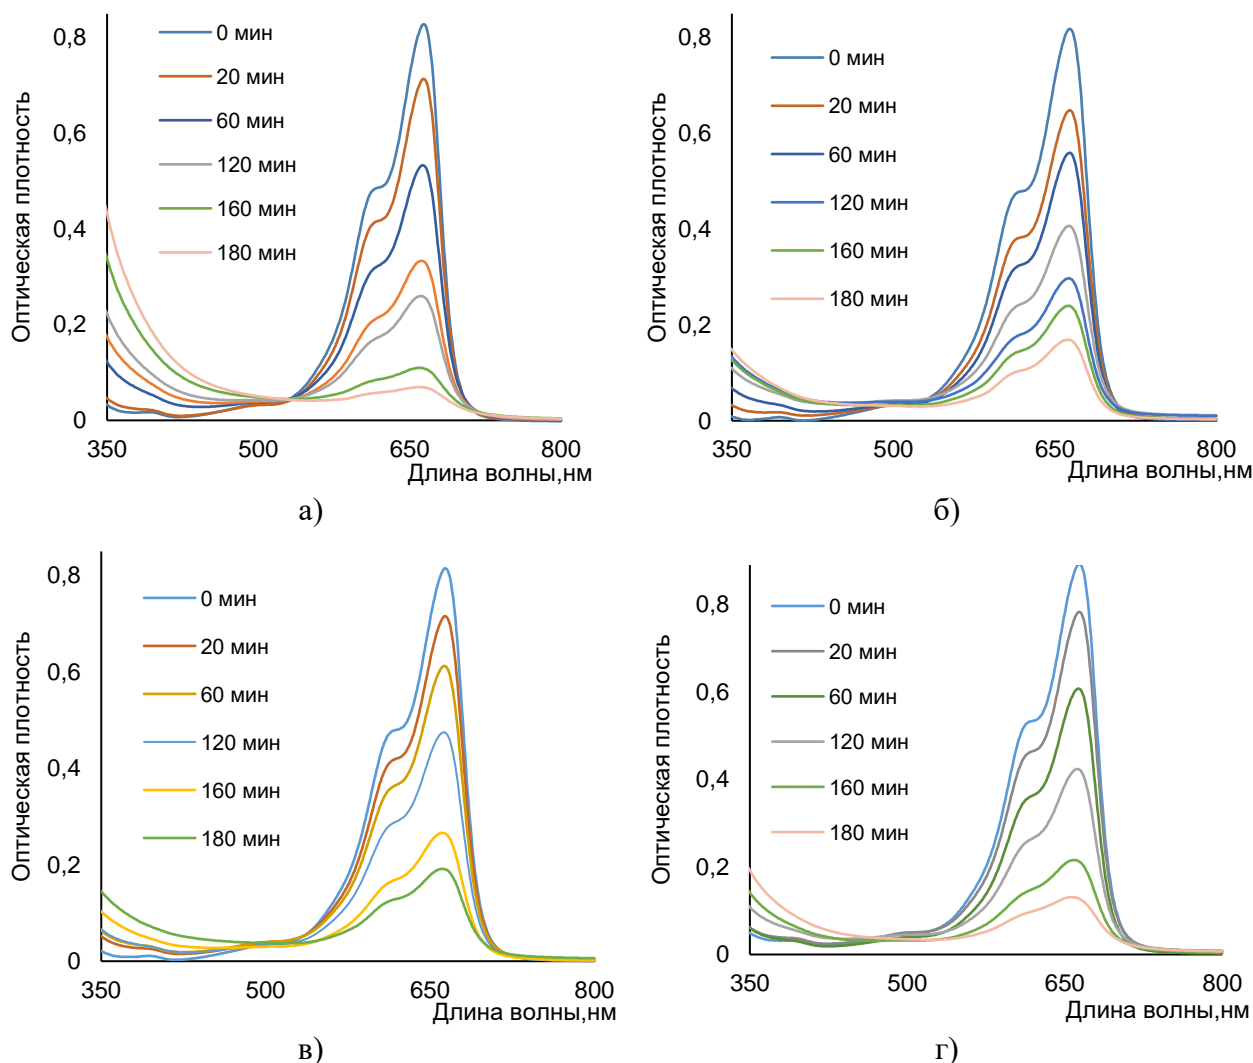 Оптическая плотность
0,8
0,6
0,4
0,2
0
0 мин
20 мин
60 мин
120 мин
160 мин
180 мин
350 500 650 800
Длина волны,нм
а)
Оптическая плотность
0,8
0,6
0,4
0,2
0
0 мин
20 мин
60 мин
120 мин
160 мин
180 мин
350 500 650 800
Длина волны,нм
б)
Оптическая плотность
0,8
0,6
0,4
0,2
0
0 мин
20 мин
60 мин
120 мин
160 мин
180 мин
350 500 650 800
Длина волны,нм
в)
Оптическая плотность
0,8
0,6
0,4
0,2
0
0 мин
20 мин
60 мин
120 мин
160 мин
180 мин
350 500 650 800
Длина волны,нм
г)